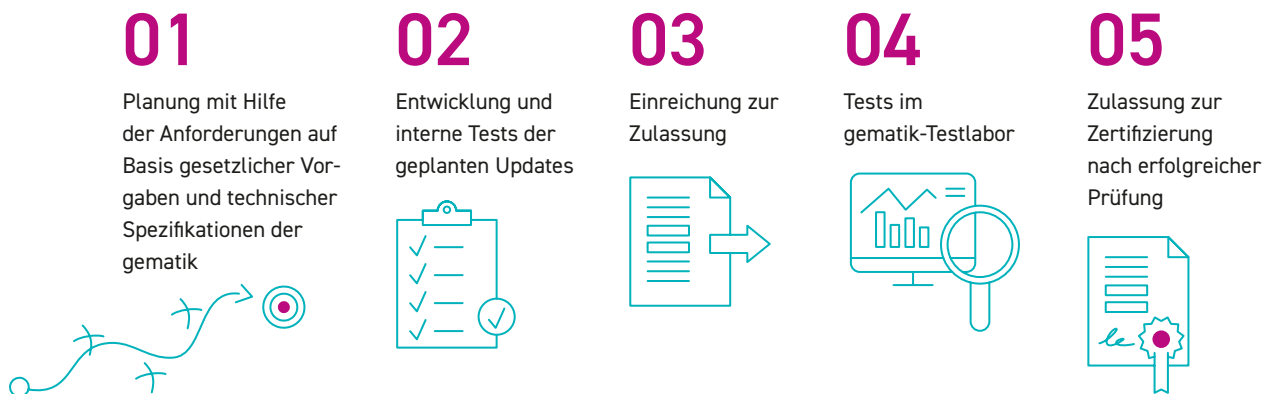 01
Planung mit Hilfe
der Anforderungen auf
Basis gesetzlicher Vor-
gaben und technischer
Spezifikationen der
gematik
02
Entwicklung und
interne Tests der
geplanten Updates
03
Einreichung zur
Zulassung
04
Tests im
gematik-Testlabor
05
Zulassung zur
Zertifizierung
nach erfolgreicher
Prüfung